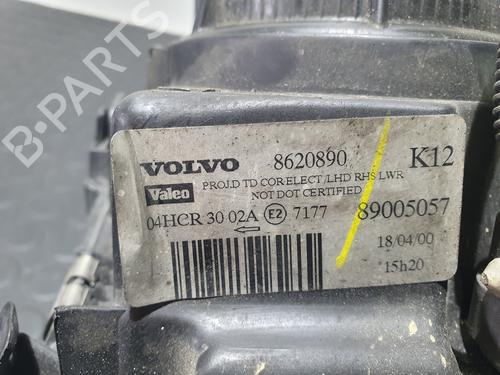 VOLVO 8620890 K12
Valeo PROJ.D TD COR ELECT /LHD RHS LWR
NOT DOT CERTIFIED
04HCR 30 02A E2 7177 89005057
18/04/00
15h20